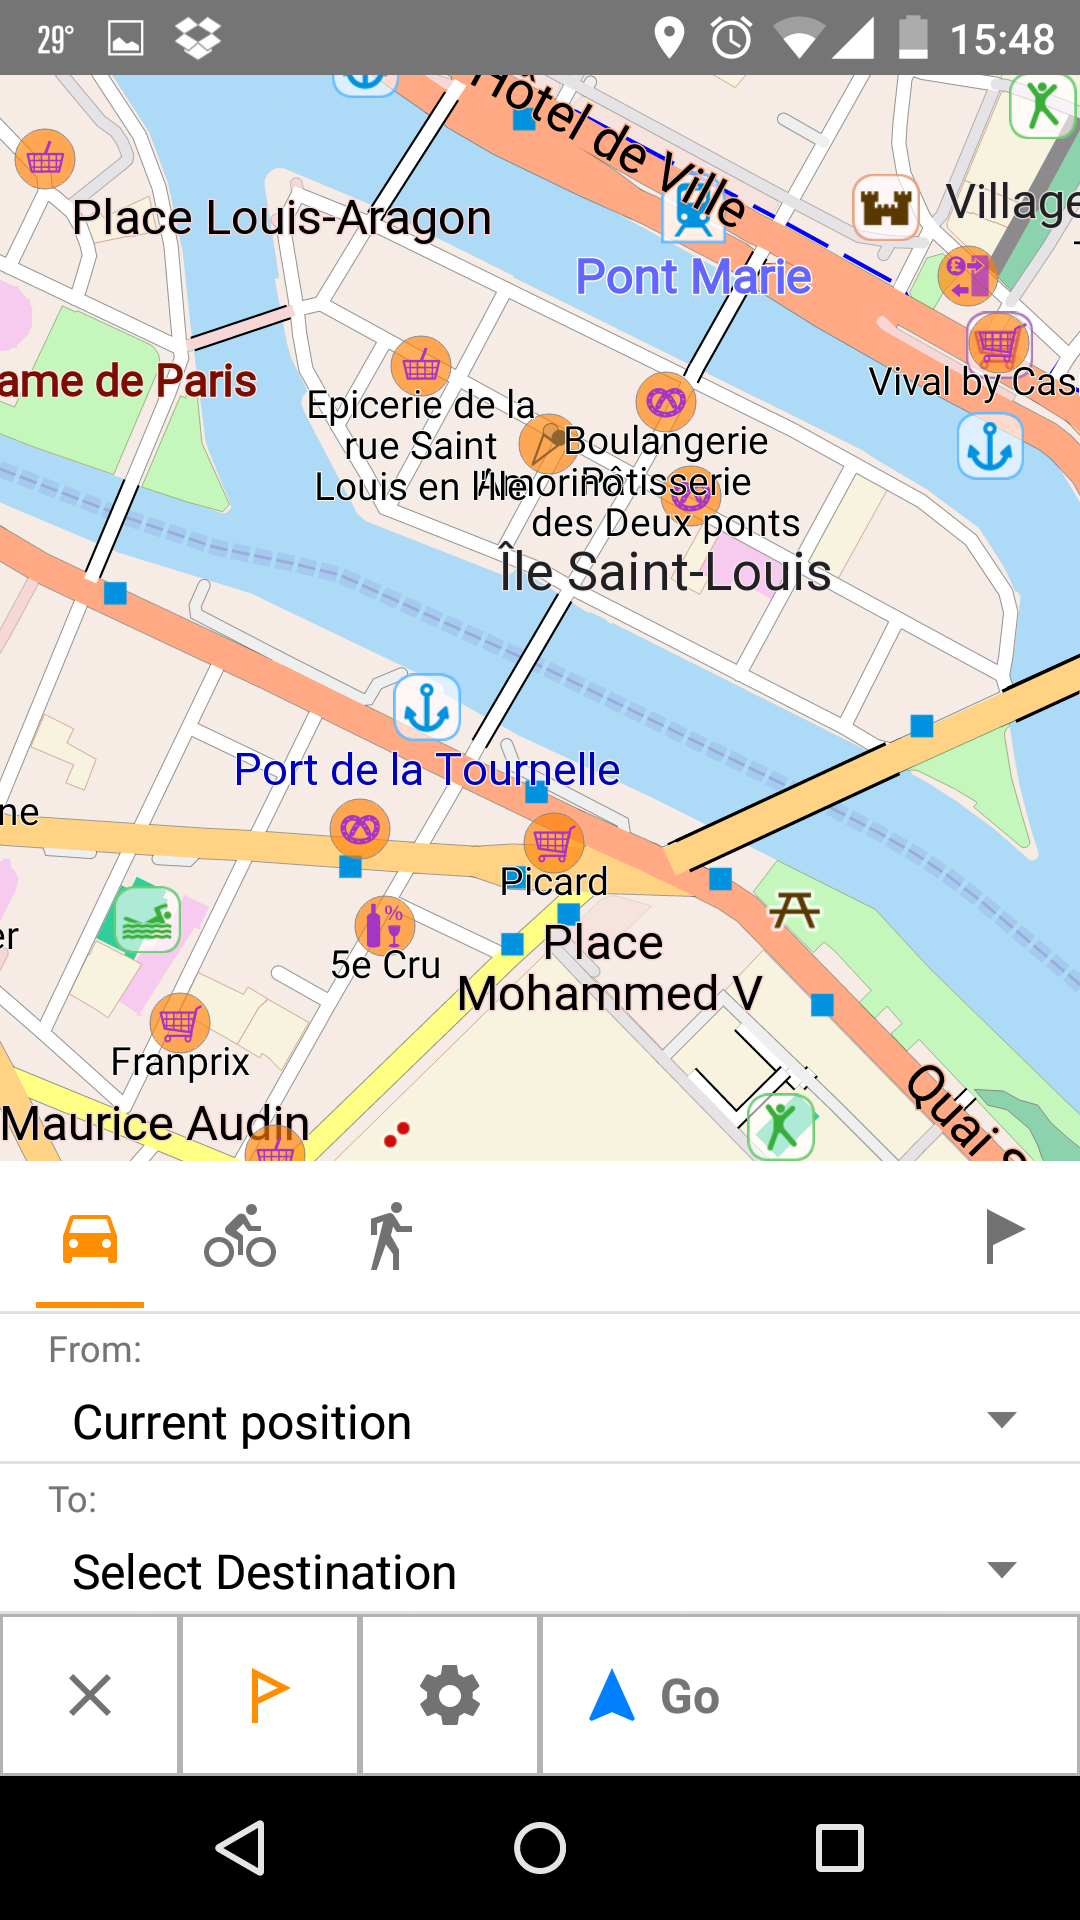 29°
15:48
Hôtel de Ville
Place Louis-Aragon
Village
Pont Marie
ame de Paris
Vival by Cas
Epicerie de la
rue Saint
Louis en l'Ile
Amorino
Boulangerie
Pâtisserie
des Deux ponts
Île Saint-Louis
Port de la Tournelle
ne
Picard
er
5e Cru
Place
Mohammed V
Franprix
Maurice Audin
Quai S
From:
Current position
To:
Select Destination
Go